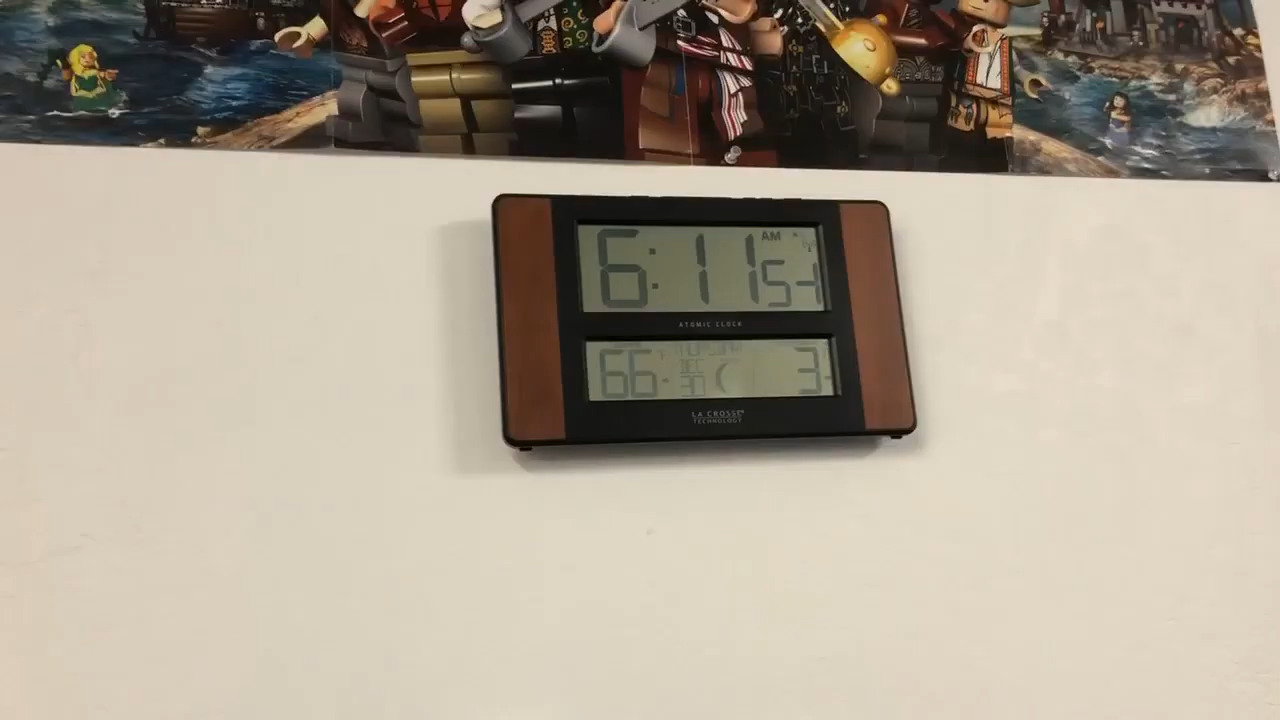 AM
6:11 54
ATOMIC CLOCK
DEC
66. 30 3
LA CROSSE
TECHNOLOGY